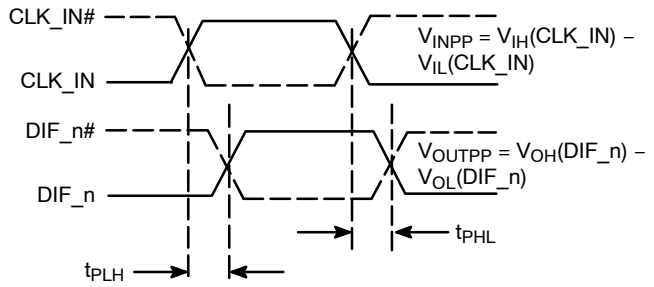 CLK_IN#
CLK_IN
V_INPP = V_IH(CLK_IN) –
V_IL(CLK_IN)
DIF_n#
DIF_n
V_OUTPP = V_OH(DIF_n) –
V_OL(DIF_n)
t_PHL
t_PLH